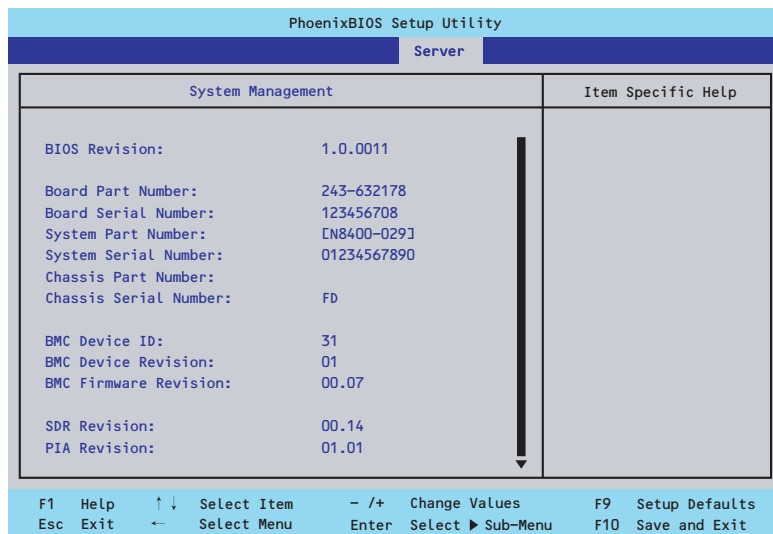 PhoenixBIOS Setup Utility
Server
System Management
Item Specific Help
BIOS Revision: 1.0.0011
Board Part Number: 243-632178
Board Serial Number: 123456708
System Part Number: [N8400-029]
System Serial Number: 01234567890
Chassis Part Number:
Chassis Serial Number: FD
BMC Device ID: 31
BMC Device Revision: 01
BMC Firmware Revision: 00.07
SDR Revision: 00.14
PIA Revision: 01.01
F1 Help ↑↓ Select Item - /+ Change Values F9 Setup Defaults
Esc Exit ← Select Menu Enter Select ▶ Sub-Menu F10 Save and Exit